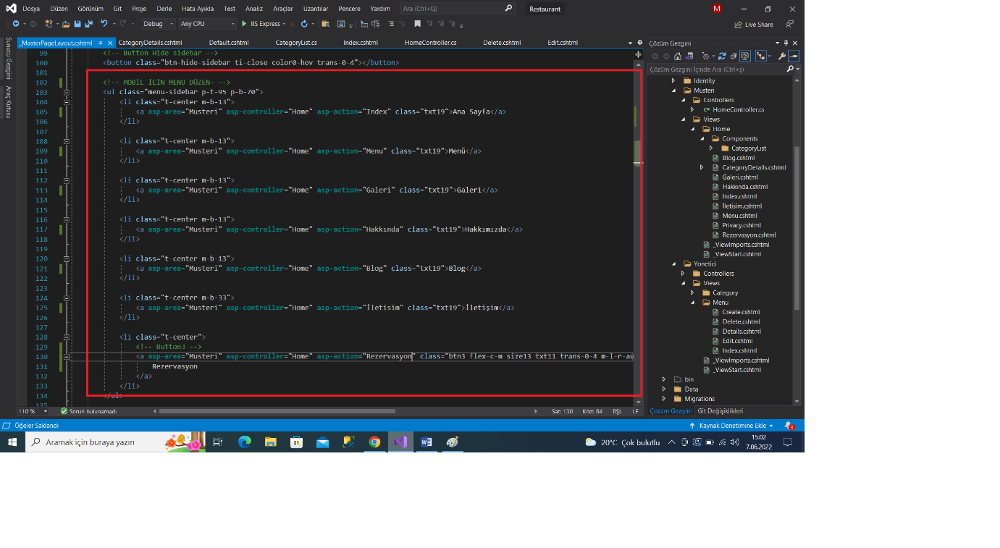 Dosya Düzen Görünüm Git Proje Derle Hata Ayıkla Test Analiz Araçlar Uzantılar Pencere Yardım Ara (Ctrl+Q) Restaurant M
Debug Any CPU IIS Express Live Share
_MasterPageLayout.cshtml CategoryDetails.cshtml Default.cshtml CategoryList.cs Index.cshtml HomeController.cs Delete.cshtml Edit.cshtml
Sunucu Gezgini
Araç Kutusu
99 <!-- Button Hide sidebar -->
100 <button class="btn-hide-sidebar ti-close color0-hov trans-0-4"></button>
101
102 <!-- MOBİL İÇİN MENU DÜZEN- -->
103 <ul class="menu-sidebar p-t-95 p-b-70">
104 <li class="t-center m-b-13">
105 <a asp-area="Musteri" asp-controller="Home" asp-action="Index" class="txt19">Ana Sayfa</a>
106 </li>
107
108 <li class="t-center m-b-13">
109 <a asp-area="Musteri" asp-controller="Home" asp-action="Menu" class="txt19">Menü</a>
110 </li>
111
112 <li class="t-center m-b-13">
113 <a asp-area="Musteri" asp-controller="Home" asp-action="Galeri" class="txt19">Galeri</a>
114 </li>
115
116 <li class="t-center m-b-13">
117 <a asp-area="Musteri" asp-controller="Home" asp-action="Hakkında" class="txt19">Hakkımızda</a>
118 </li>
119
120 <li class="t-center m-b-13">
121 <a asp-area="Musteri" asp-controller="Home" asp-action="Blog" class="txt19">Blog</a>
122 </li>
123
124 <li class="t-center m-b-33">
125 <a asp-area="Musteri" asp-controller="Home" asp-action="İletisim" class="txt19">İletişim</a>
126 </li>
127
128 <li class="t-center">
129 <!-- Button3 -->
130 <a asp-area="Musteri" asp-controller="Home" asp-action="Rezervasyon" class="btn3 flex-c-m size13 txt11 trans-0-4 m-l-r-au
131 Rezervasyon
132 </a>
133 </li>
134 </ul>
135
110 % Sorun bulunamadı Sat: 130 Krkt: 84 BŞL LF
Çözüm Gezgini
Çözüm Gezgini İçinde Ara (Ctrl+ş)
Identity
Musteri
Controllers
C# HomeController.cs
Views
Home
Components
CategoryList
Blog.cshtml
CategoryDetails.cshtml
Galeri.cshtml
Hakkında.cshtml
Index.cshtml
İletisim.cshtml
Menu.cshtml
Privacy.cshtml
Rezervasyon.cshtml
_ViewImports.cshtml
_ViewStart.cshtml
Yonetici
Controllers
Views
Category
Menu
Create.cshtml
Delete.cshtml
Details.cshtml
Edit.cshtml
Index.cshtml
_ViewImports.cshtml
_ViewStart.cshtml
bin
Data
Migrations
Çözüm Gezgini Git Değişiklikleri
Öğeler Saklandı Kaynak Denetimine Ekle 3
Aramak için buraya yazın 20°C Çok bulutlu 15:02
7.06.2022